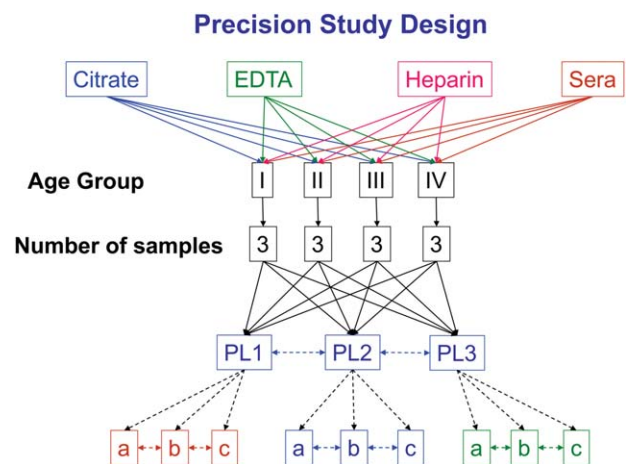 Precision Study Design
Citrate EDTA Heparin Sera
Age Group I II III IV
Number of samples 3 3 3 3
PL1 PL2 PL3
a b c a b c a b c